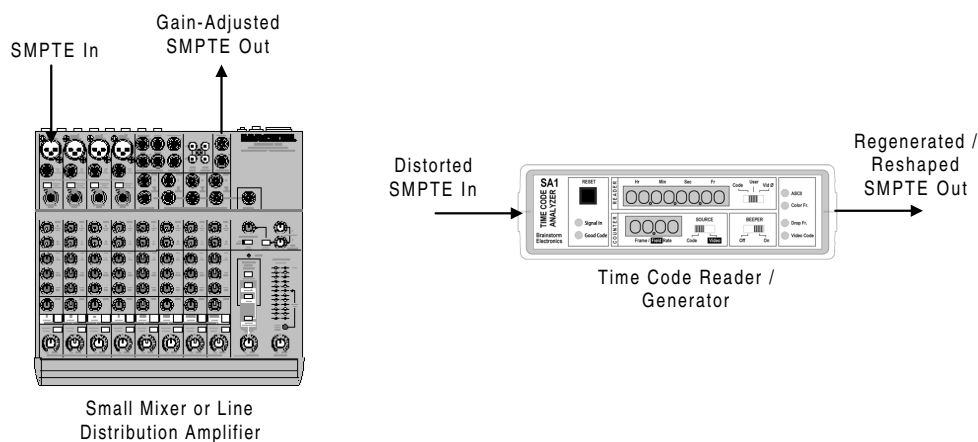 SMPTE In
Gain-Adjusted
SMPTE Out
Small Mixer or Line
Distribution Amplifier
Distorted
SMPTE In
SA1
TIME CODE
ANALYZER
Brainstorm
Electronics
RESET
Signal In
Good Code
READER
Hr Min Sec Fr
COUNTER
Frame / Field Rate
SOURCE
Code Video
Code User Vid Ø
BEEPER
Off On
ASCII
Color Fr.
Drop Fr.
Video Code
Time Code Reader /
Generator
Regenerated /
Reshaped
SMPTE Out